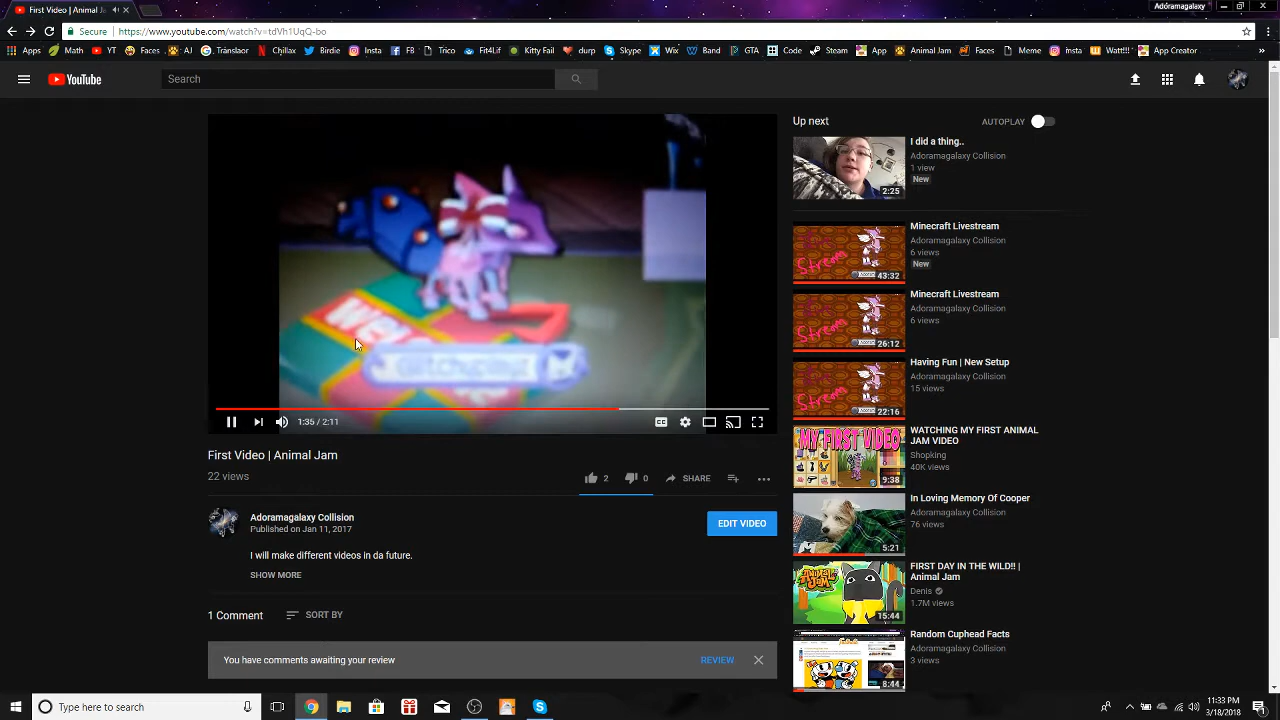 First Video | Animal Ja
Adoramagalaxy
Secure https://www.youtube.com/watch?v=tdVh1UqQ-bo
Apps Math YT Faces AJ Translaor Chillax Birdie Insta FB Trico Fit4Lif Kitty Fail durp Skype Wix Band GTA Code Steam App Animal Jam Faces Meme insta Watt!!! App Creator
YouTube
Search
Up next
AUTOPLAY
I did a thing..
Adoramagalaxy Collision
1 view
New
2:25
Minecraft Livestream
Adoramagalaxy Collision
6 views
New
Stream
43:32
Minecraft Livestream
Adoramagalaxy Collision
6 views
Stream
26:12
Having Fun | New Setup
Adoramagalaxy Collision
15 views
Stream
22:16
WATCHING MY FIRST ANIMAL
JAM VIDEO
Shopking
40K views
MY FIRST VIDEO
9:38
In Loving Memory Of Cooper
Adoramagalaxy Collision
76 views
5:21
FIRST DAY IN THE WILD!! |
Animal Jam
Denis
1.7M views
ANIMAL JAM
15:44
Random Cuphead Facts
Adoramagalaxy Collision
3 views
8:44
1:35 / 2:11
CC
First Video | Animal Jam
22 views
2 0 SHARE
Adoramagalaxy Collision
Published on Jan 11, 2017
EDIT VIDEO
I will make different videos in da future.
SHOW MORE
1 Comment SORT BY
You have comments awaiting your review
REVIEW
Type here to search
11:33 PM
3/18/2018